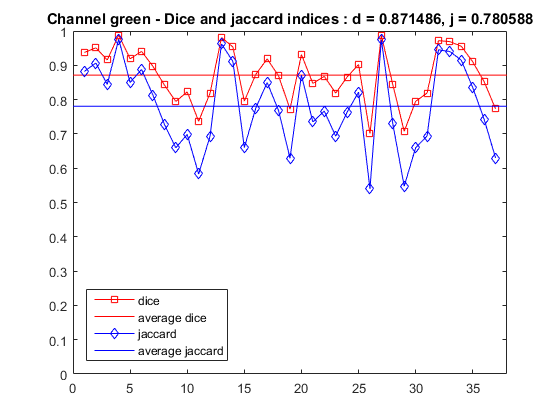 Channel green - Dice and jaccard indices : d = 0.871486, j = 0.780588
1
0.9
0.8
0.7
0.6
0.5
0.4
0.3
0.2
0.1
0
dice
average dice
jaccard
average jaccard
0 5 10 15 20 25 30 35